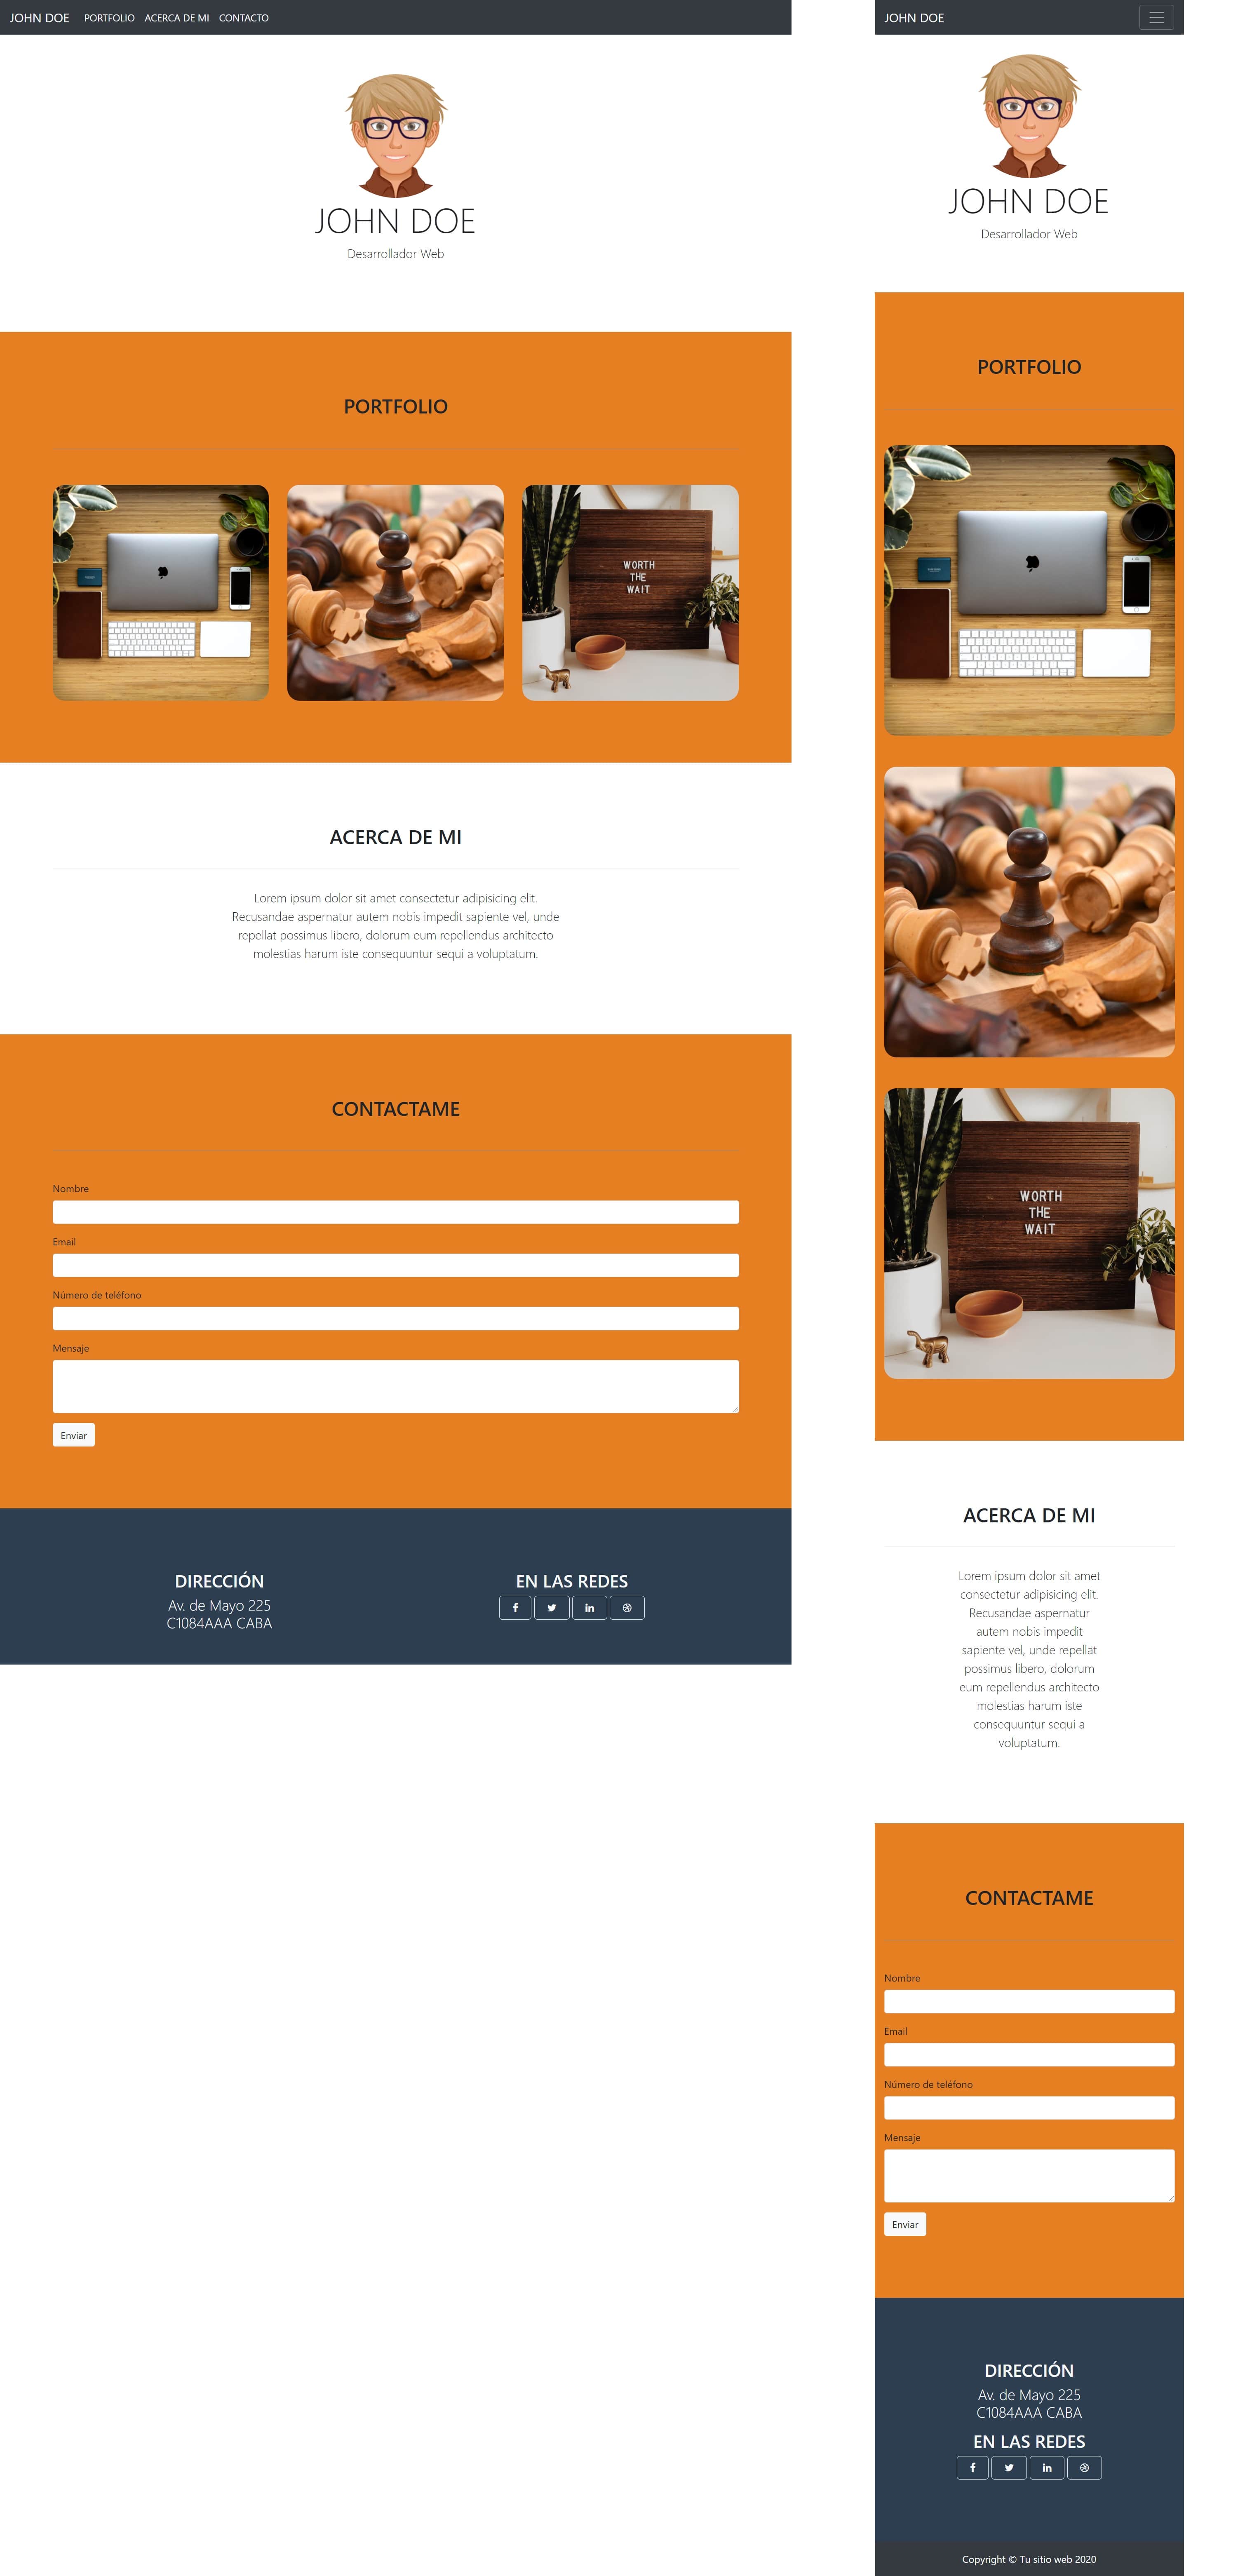 JOHN DOE PORTFOLIO ACERCA DE MI CONTACTO
JOHN DOE
Desarrollador Web
PORTFOLIO
WORTH
THE
WAIT
ACERCA DE MI
Lorem ipsum dolor sit amet consectetur adipisicing elit.
Recusandae aspernatur autem nobis impedit sapiente vel, unde
repellat possimus libero, dolorum eum repellendus architecto
molestias harum iste consequuntur sequi a voluptatum.
CONTACTAME
Nombre
Email
Número de teléfono
Mensaje
Enviar
DIRECCIÓN
Av. de Mayo 225
C1084AAA CABA
EN LAS REDES
JOHN DOE
JOHN DOE
Desarrollador Web
PORTFOLIO
WORTH
THE
WAIT
ACERCA DE MI
Lorem ipsum dolor sit amet
consectetur adipisicing elit.
Recusandae aspernatur
autem nobis impedit
sapiente vel, unde repellat
possimus libero, dolorum
eum repellendus architecto
molestias harum iste
consequuntur sequi a
voluptatum.
CONTACTAME
Nombre
Email
Número de teléfono
Mensaje
Enviar
DIRECCIÓN
Av. de Mayo 225
C1084AAA CABA
EN LAS REDES
Copyright © Tu sitio web 2020